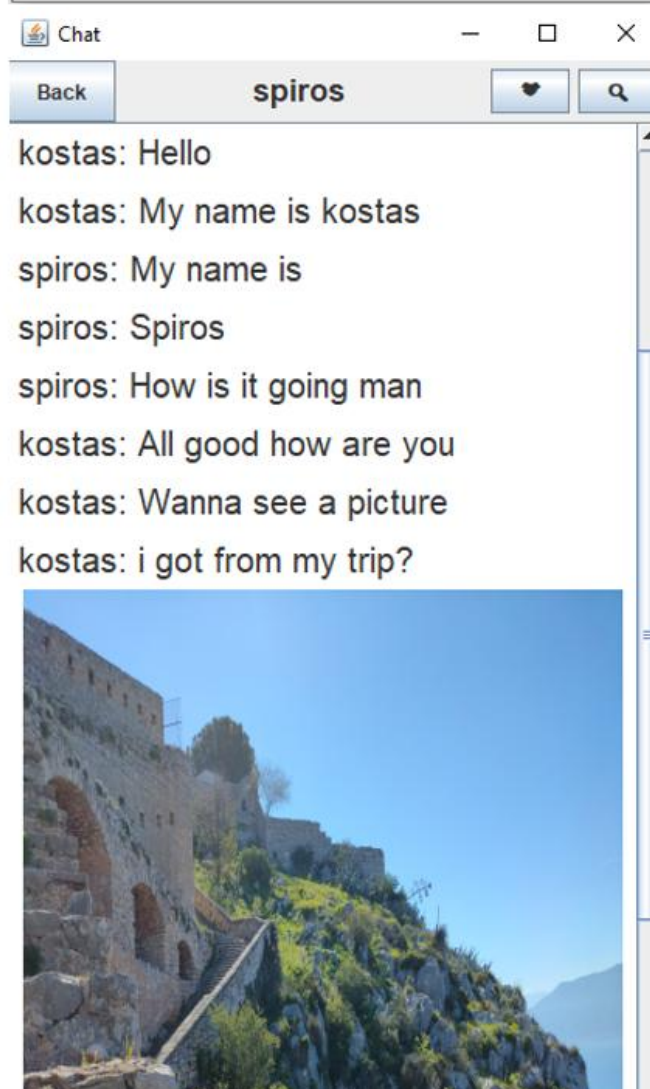 Chat
Back
spiros
kostas: Hello
kostas: My name is kostas
spiros: My name is
spiros: Spiros
spiros: How is it going man
kostas: All good how are you
kostas: Wanna see a picture
kostas: i got from my trip?